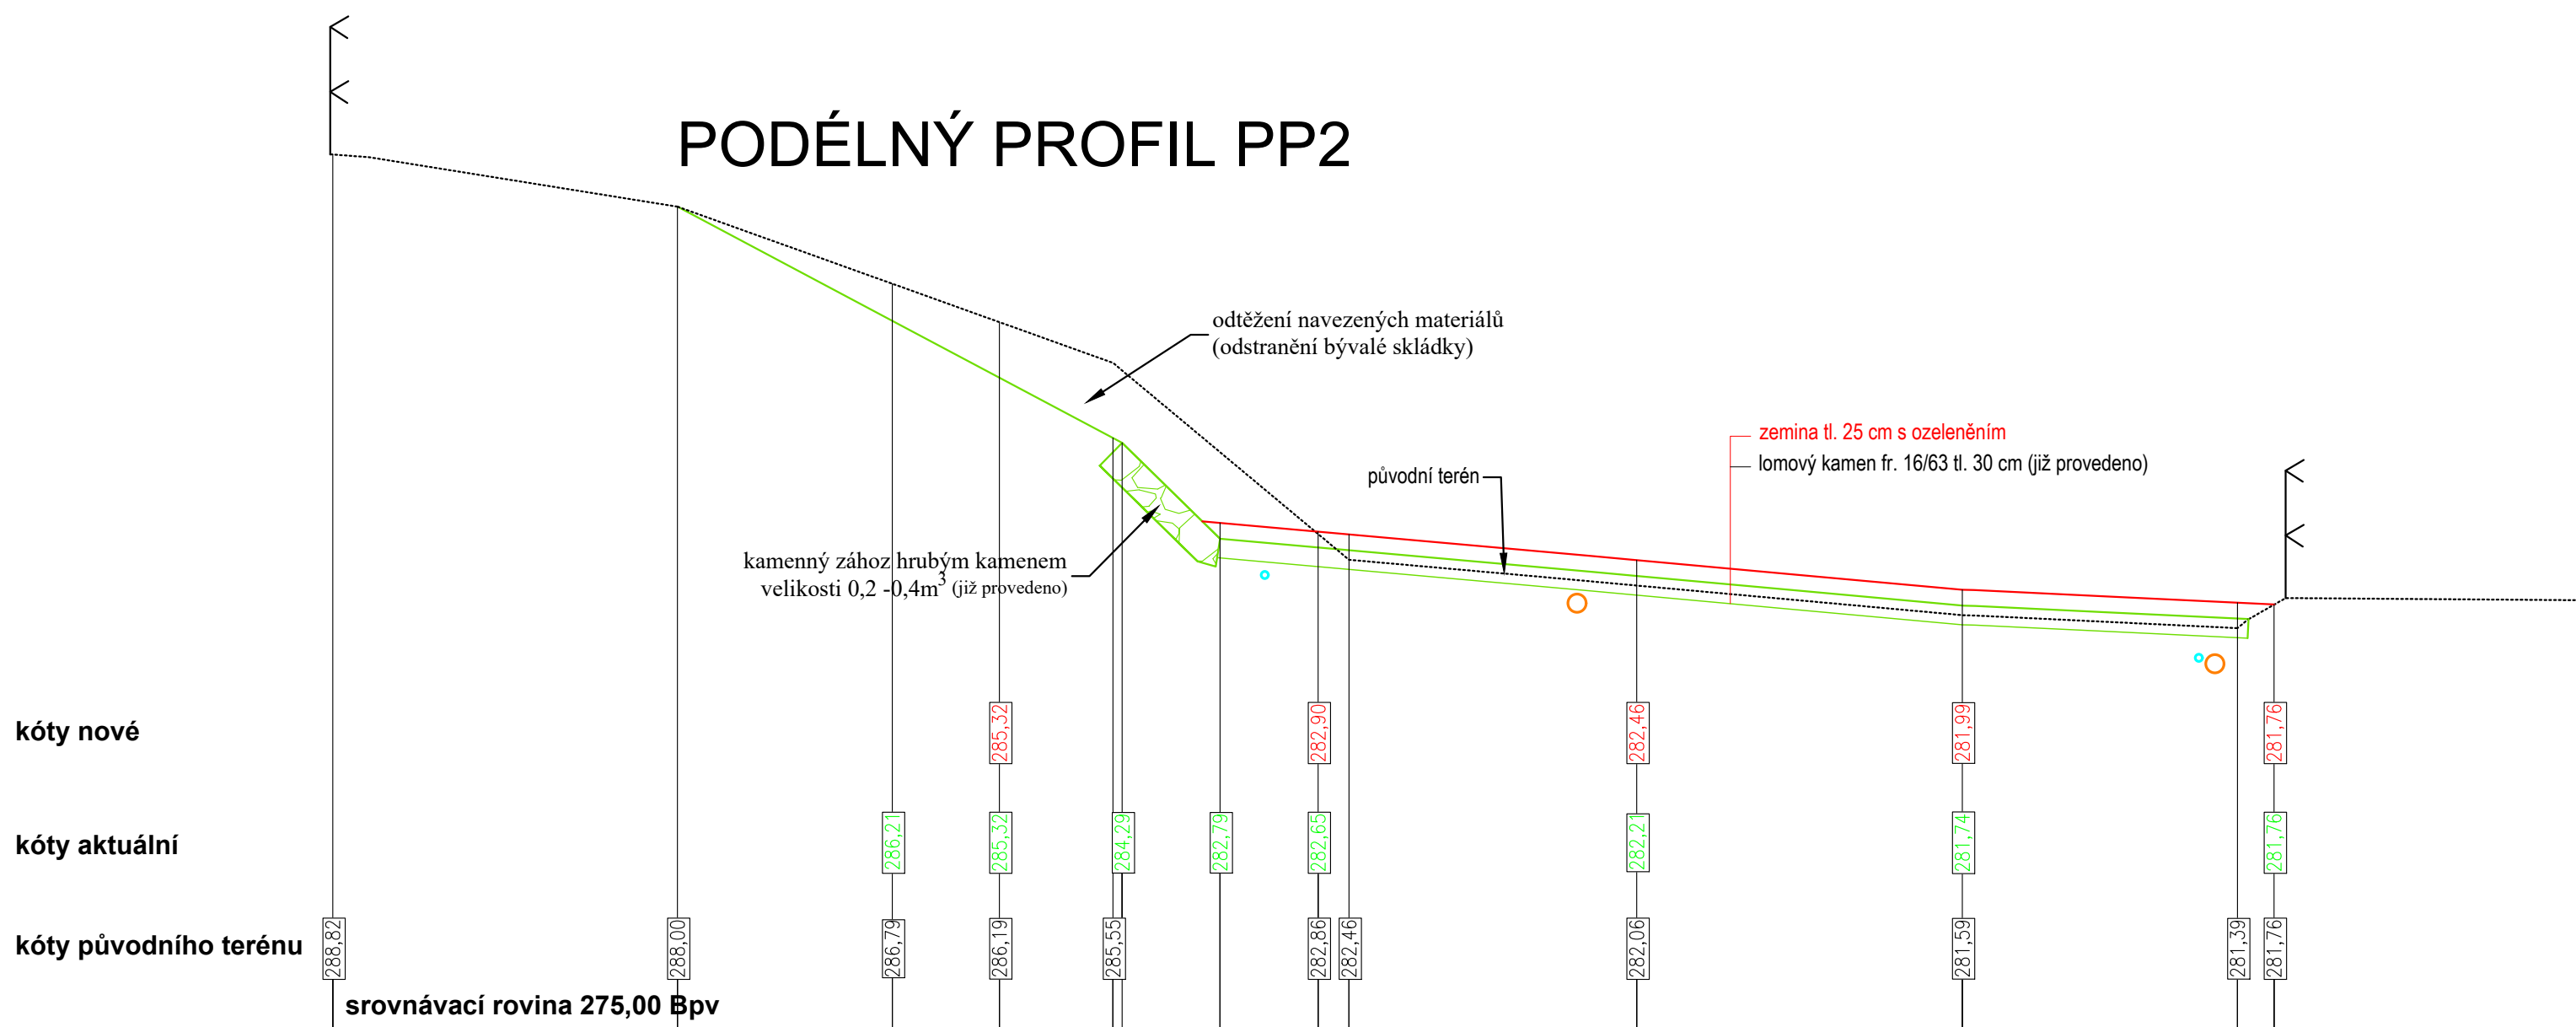 PODÉLNÝ PROFIL PP2
odtěžení navezených materiálů
(odstranění bývalé skládky)
zemina tl. 25 cm s ozeleněním
lomový kamen fr. 16/63 tl. 30 cm (již provedeno)
původní terén
kamenný zához hrubým kamenem
velikosti 0,2 -0,4m³ (již provedeno)
kóty nové
285,32
282,90
282,46
281,99
281,76
kóty aktuální
286,21
285,32
284,29
282,79
282,65
282,21
281,74
281,76
kóty původního terénu
288,82
288,00
286,79
286,19
285,55
282,86
282,46
282,06
281,59
281,39
281,76
srovnávací rovina 275,00 Bpv